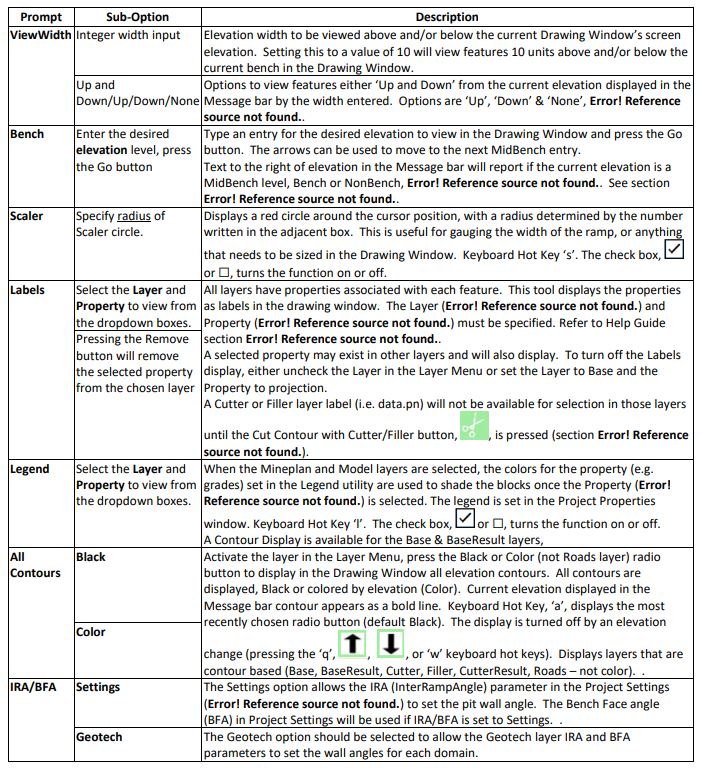 Prompt Sub-Option Description
ViewWidth Integer width input Elevation width to be viewed above and/or below the current Drawing Window's screen
elevation. Setting this to a value of 10 will view features 10 units above and/or below the
current bench in the Drawing Window.
Up and
Down/Up/Down/None
Options to view features either 'Up and Down' from the current elevation displayed in the
Message bar by the width entered. Options are 'Up', 'Down' & 'None', Error! Reference
source not found..
Bench
Enter the desired
elevation level, press
the Go button
Type an entry for the desired elevation to view in the Drawing Window and press the Go
button. The arrows can be used to move to the next MidBench entry.
Text to the right of elevation in the Message bar will report if the current elevation is a
MidBench level, Bench or NonBench, Error! Reference source not found.. See section
Error! Reference source not found..
Scaler
Specify radius of
Scaler circle.
Displays a red circle around the cursor position, with a radius determined by the number
written in the adjacent box. This is useful for gauging the width of the ramp, or anything
that needs to be sized in the Drawing Window. Keyboard Hot Key 's'. The check box, ☑
or ☐, turns the function on or off.
Labels
Select the Layer and
Property to view from
the dropdown boxes.
Pressing the Remove
button will remove
the selected property
from the chosen layer
All layers have properties associated with each feature. This tool displays the properties
as labels in the drawing window. The Layer (Error! Reference source not found.) and
Property (Error! Reference source not found.) must be specified. Refer to Help Guide
section Error! Reference source not found..
A selected property may exist in other layers and will also display. To turn off the Labels
display, either uncheck the Layer in the Layer Menu or set the Layer to Base and the
Property to projection.
A Cutter or Filler layer label (i.e. data.pn) will not be available for selection in those layers
until the Cut Contour with Cutter/Filler button, , is pressed (section Error! Reference
source not found.).
Legend
Select the Layer and
Property to view from
the dropdown boxes.
When the Mineplan and Model layers are selected, the colors for the property (e.g.
grades) set in the Legend utility are used to shade the blocks once the Property (Error!
Reference source not found.) is selected. The legend is set in the Project Properties
window. Keyboard Hot Key 'l'. The check box, ☑ or ☐, turns the function on or off.
A Contour Display is available for the Base & BaseResult layers,
All
Contours
Black
Color
Activate the layer in the Layer Menu, press the Black or Color (not Roads layer) radio
button to display in the Drawing Window all elevation contours. All contours are
displayed, Black or colored by elevation (Color). Current elevation displayed in the
Message bar contour appears as a bold line. Keyboard Hot Key, 'a', displays the most
recently chosen radio button (default Black). The display is turned off by an elevation
change (pressing the 'q', ⬆, ⬇, or 'w' keyboard hot keys). Displays layers that are
contour based (Base, BaseResult, Cutter, Filler, CutterResult, Roads – not color). .
IRA/BFA
Settings
The Settings option allows the IRA (InterRampAngle) parameter in the Project Settings
(Error! Reference source not found.) to set the pit wall angle. The Bench Face angle
(BFA) in Project Settings will be used if IRA/BFA is set to Settings. .
Geotech
The Geotech option should be selected to allow the Geotech layer IRA and BFA
parameters to set the wall angles for each domain.